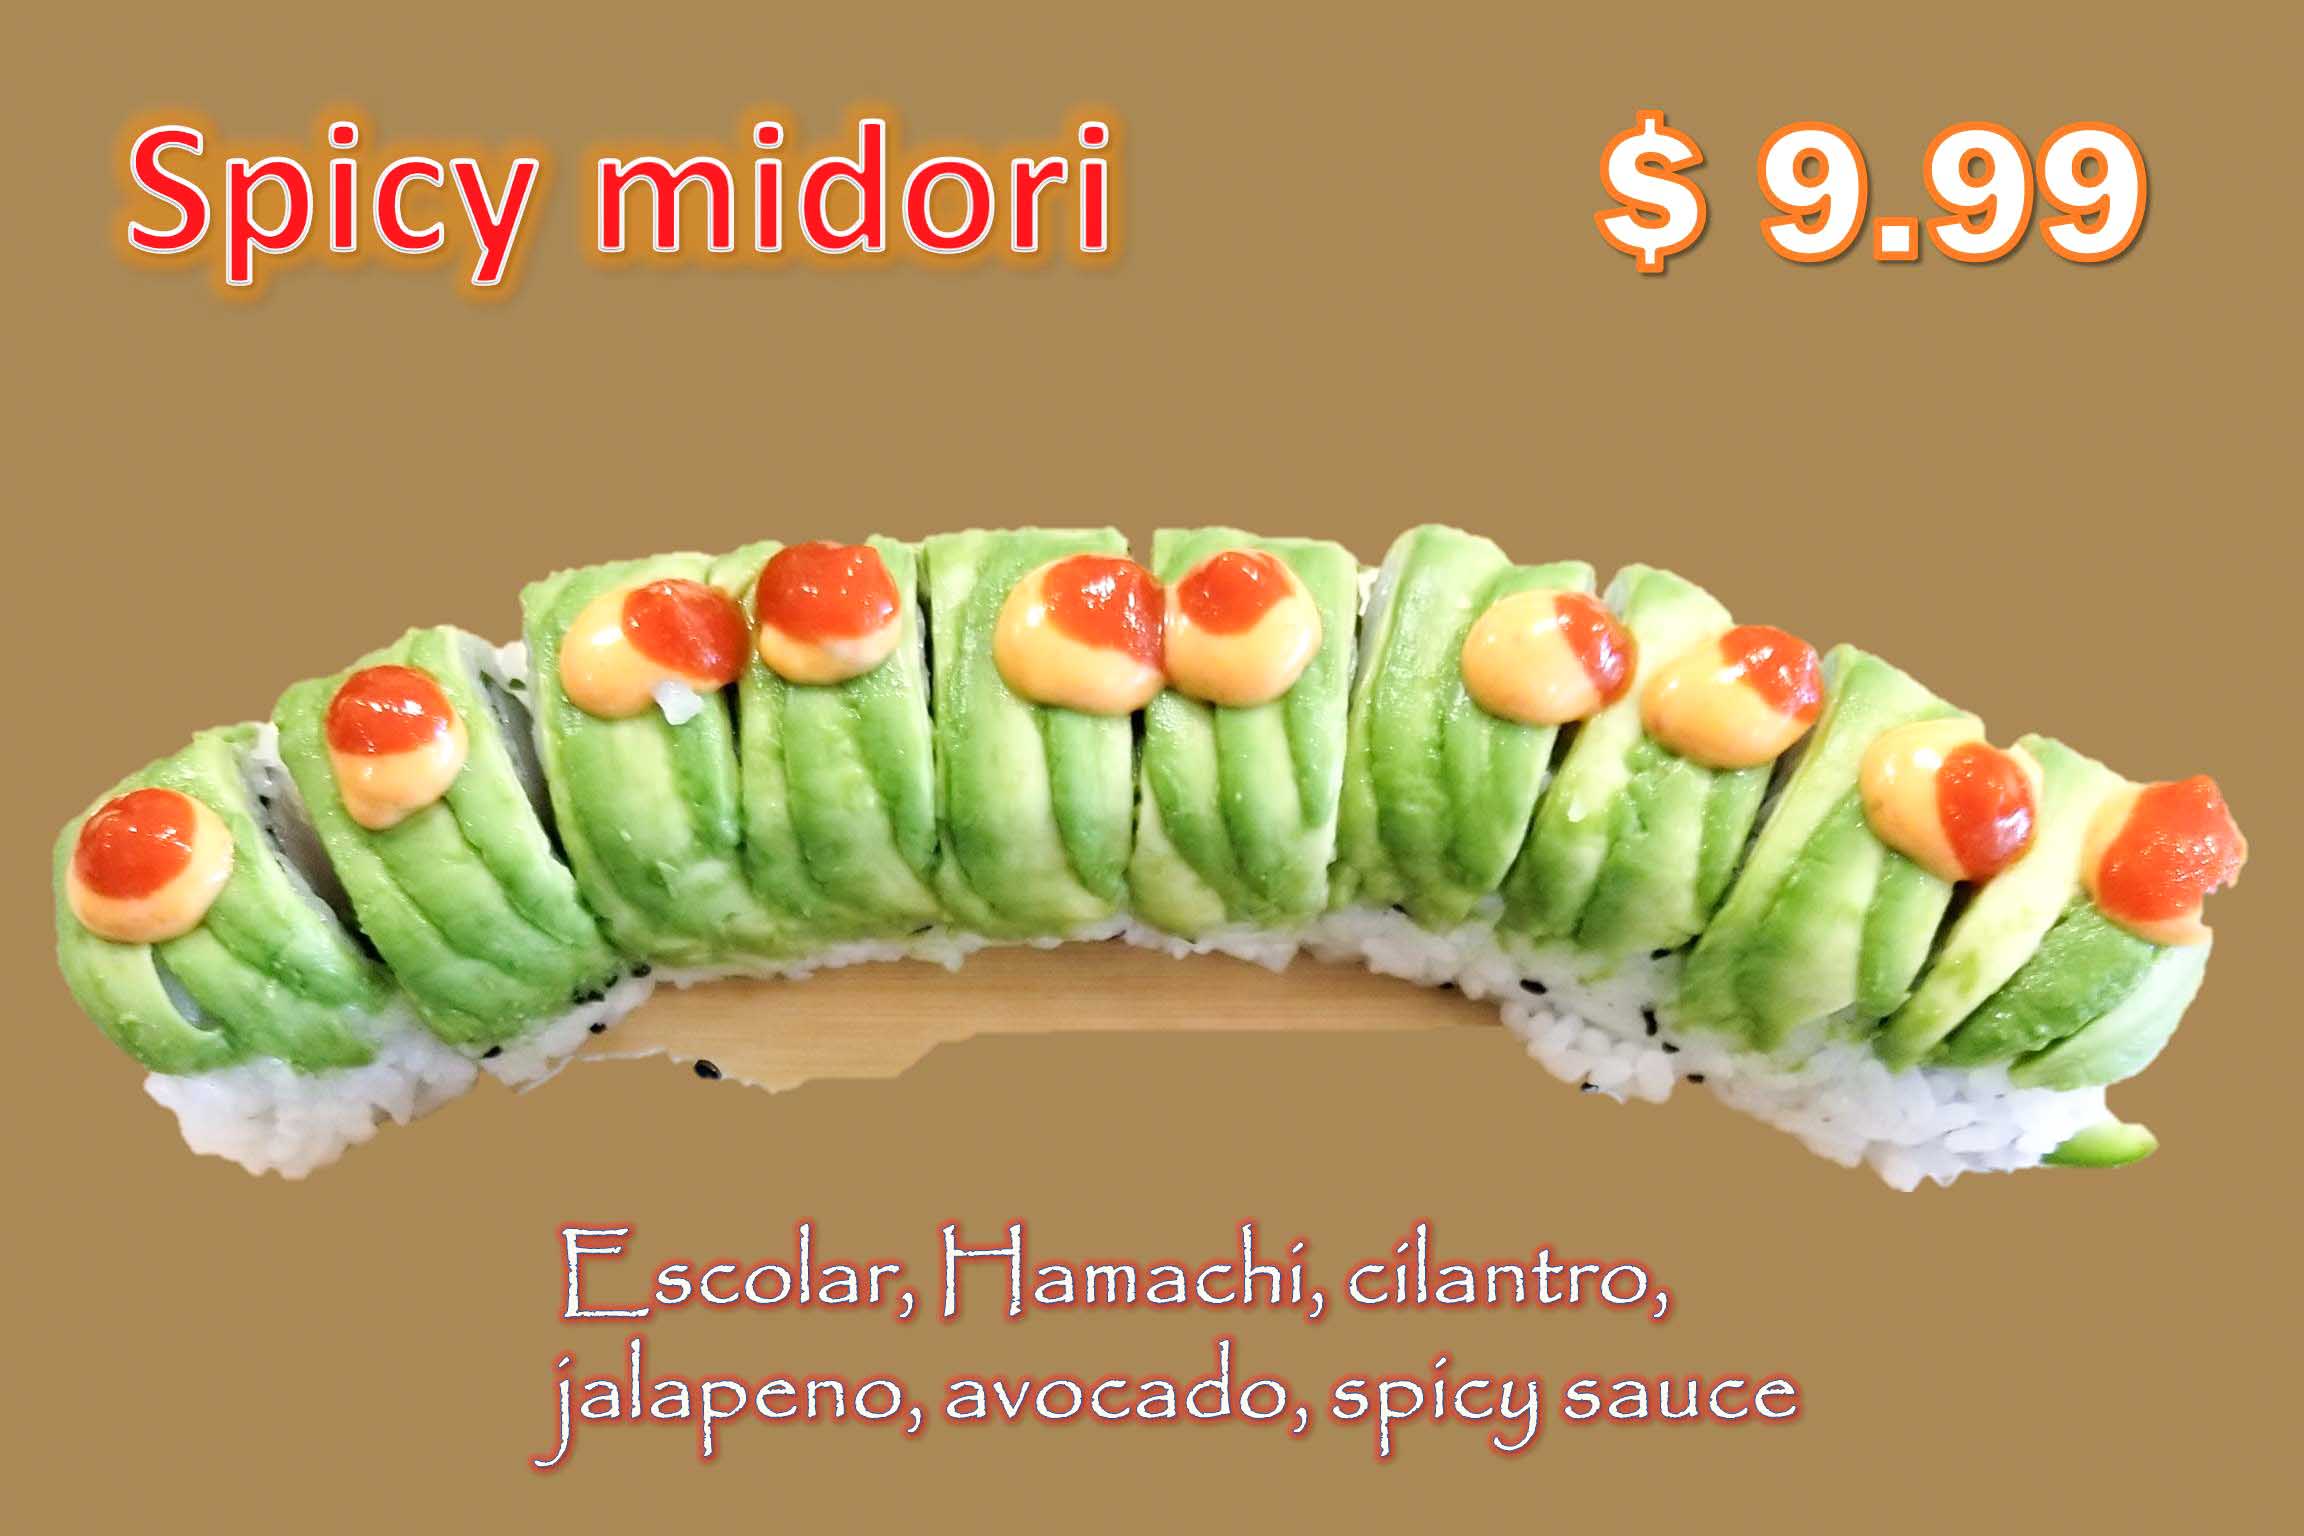 Spicy midori
$ 9.99
Escolar, Hamachi, cilantro,
jalapeno, avocado, spicy sauce